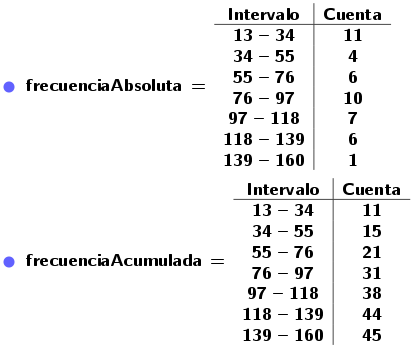 Intervalo Cuenta
13 – 34 11
34 – 55 4
55 – 76 6
frecuenciaAbsoluta =
76 – 97 10
97 – 118 7
118 – 139 6
139 – 160 1
Intervalo Cuenta
13 – 34 11
34 – 55 15
55 – 76 21
frecuenciaAcumulada =
76 – 97 31
97 – 118 38
118 – 139 44
139 – 160 45